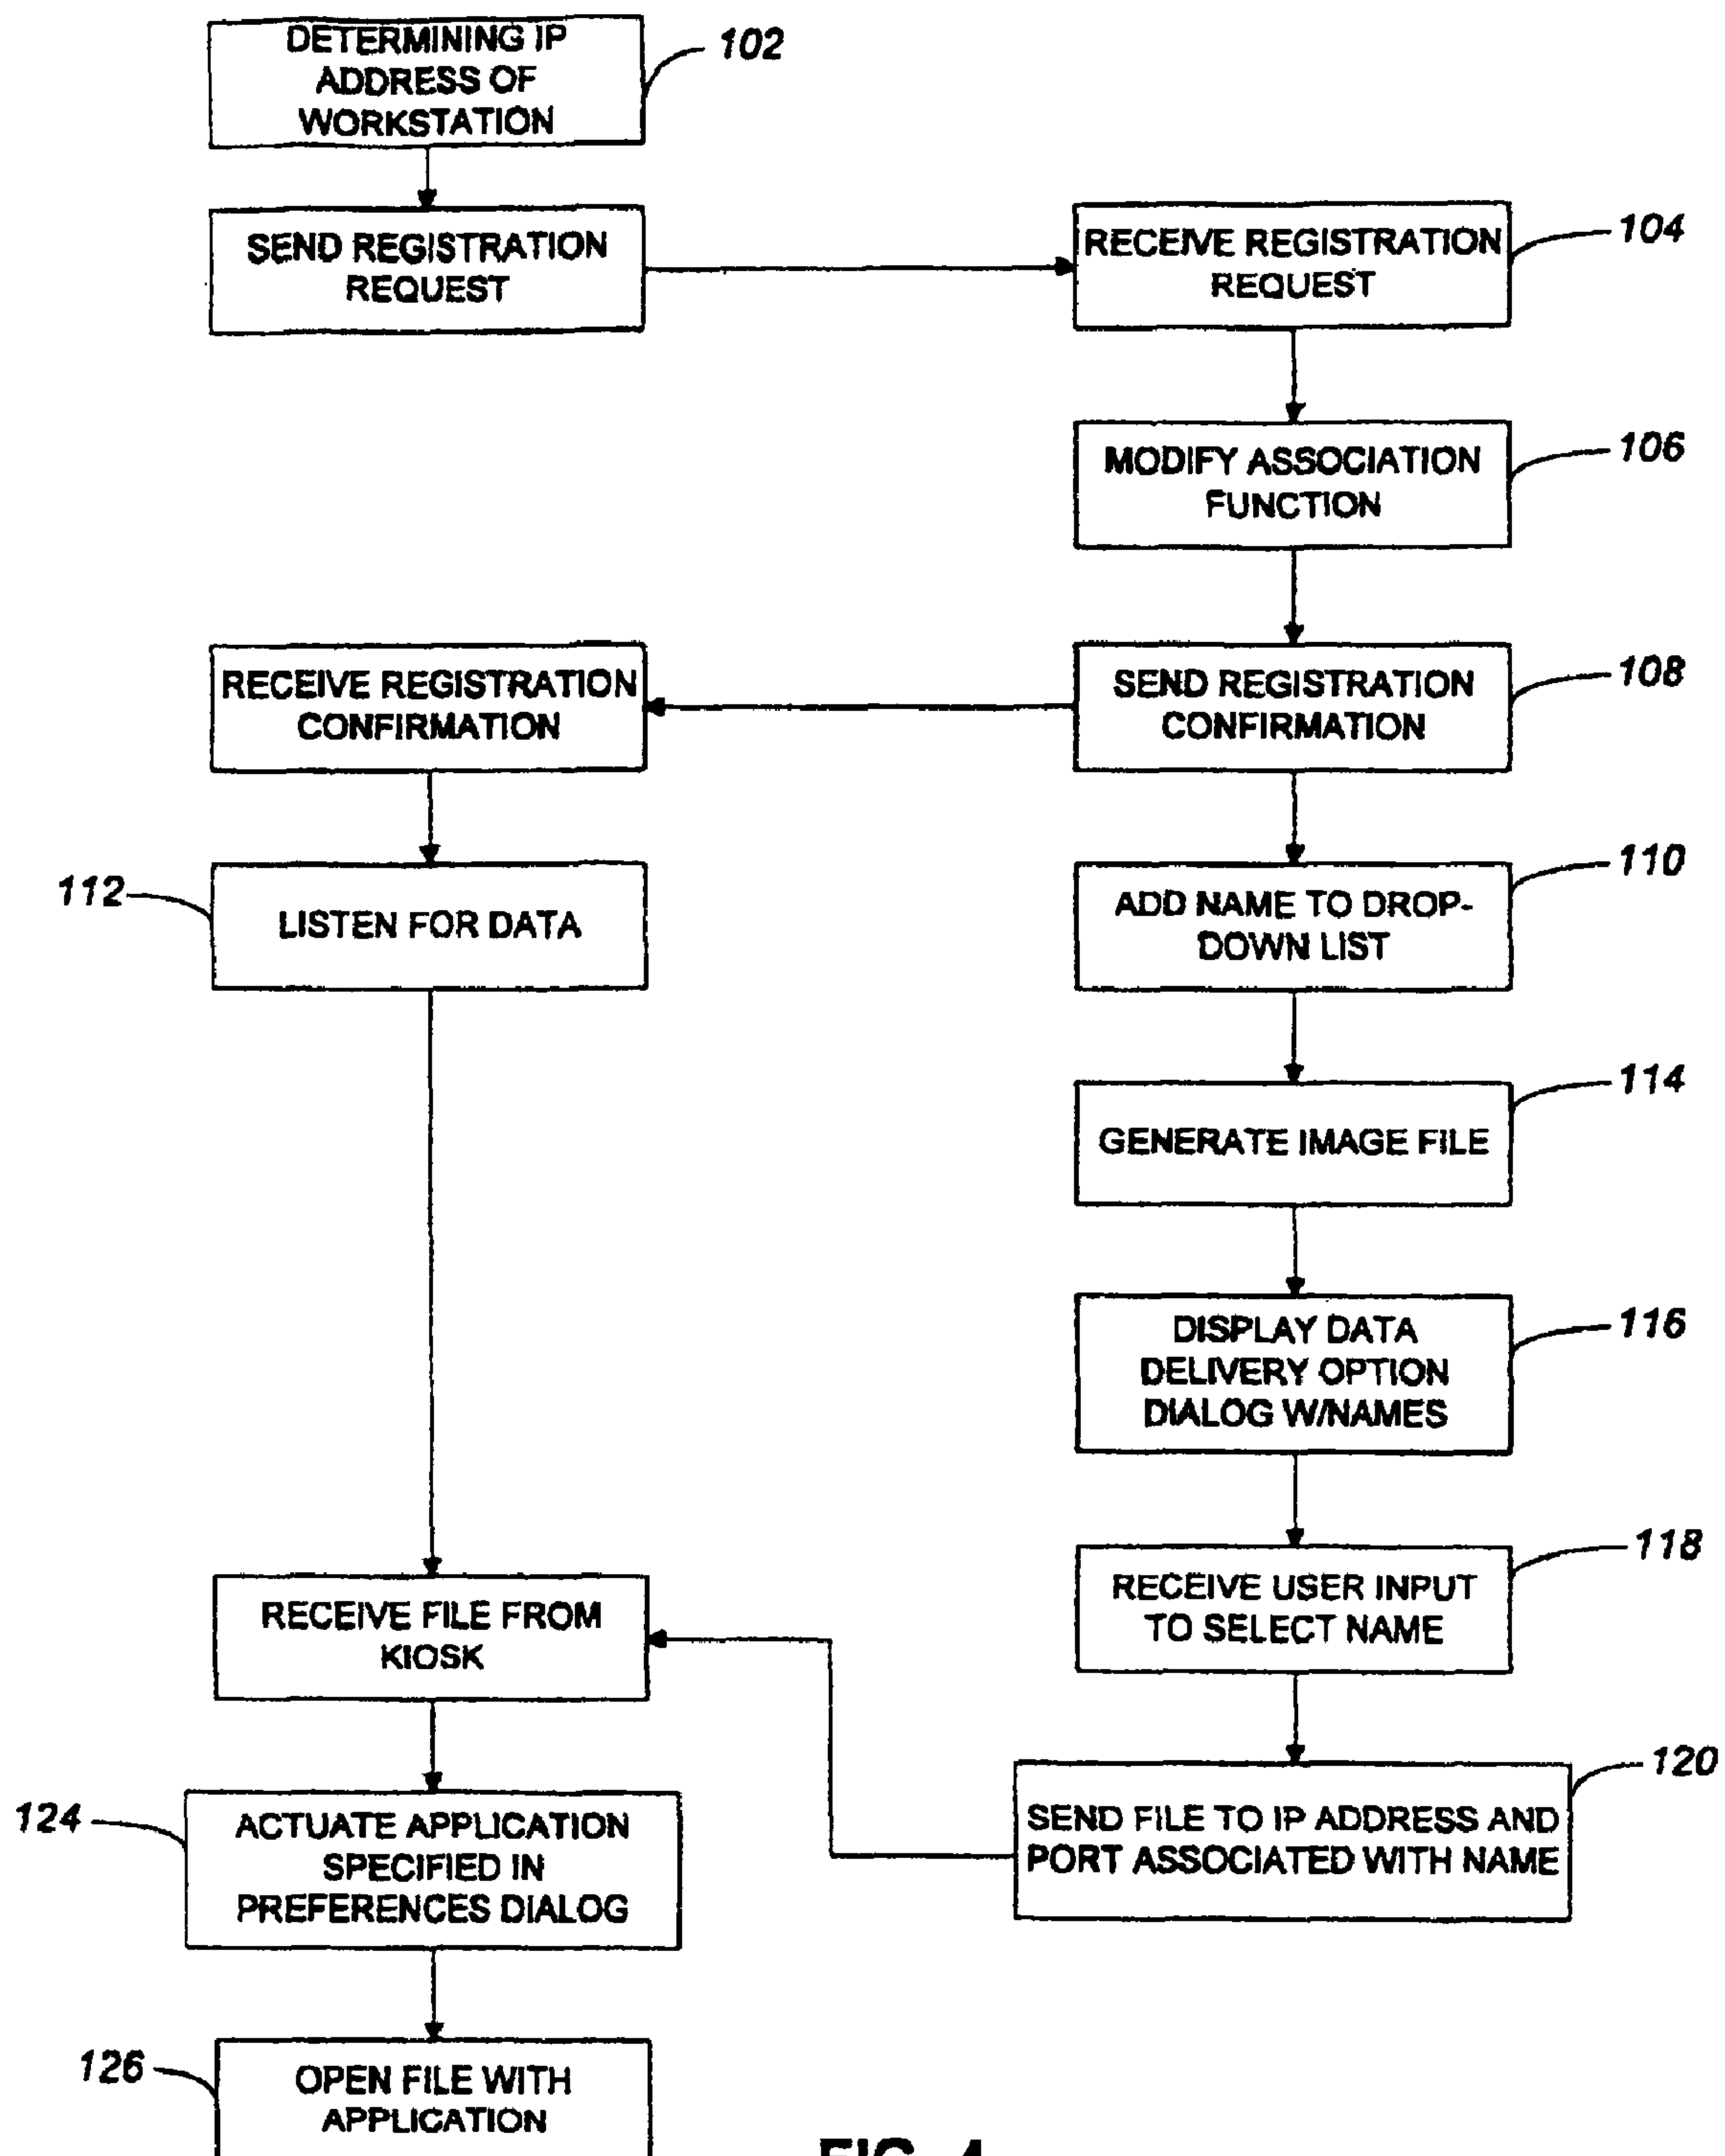 DETERMINING IP
ADDRESS OF
WORKSTATION
102
SEND REGISTRATION
REQUEST
RECEIVE REGISTRATION
REQUEST
104
MODIFY ASSOCIATION
FUNCTION
106
RECEIVE REGISTRATION
CONFIRMATION
SEND REGISTRATION
CONFIRMATION
108
112
LISTEN FOR DATA
ADD NAME TO DROP-
DOWN LIST
110
GENERATE IMAGE FILE
114
DISPLAY DATA
DELIVERY OPTION
DIALOG W/NAMES
116
RECEIVE FILE FROM
KIOSK
RECEIVE USER INPUT
TO SELECT NAME
118
124
ACTUATE APPLICATION
SPECIFIED IN
PREFERENCES DIALOG
SEND FILE TO IP ADDRESS AND
PORT ASSOCIATED WITH NAME
120
126
OPEN FILE WITH
APPLICATION
FIG. 4